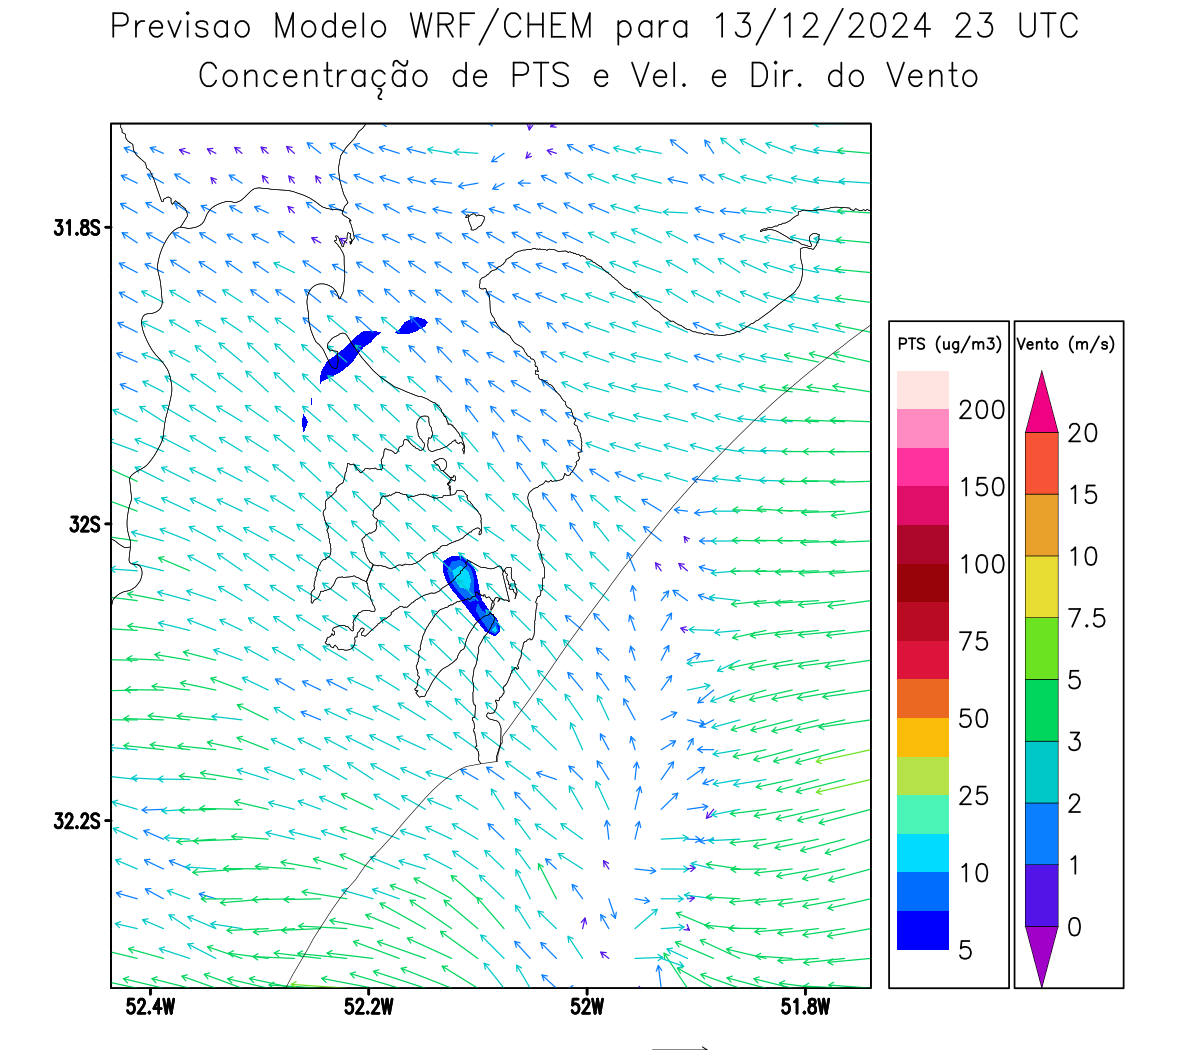 Previsao Modelo WRF/CHEM para 13/12/2024 23 UTC
Concentração de PTS e Vel. e Dir. do Vento
31.8S
32S
32.2S
52.4W
52.2W
52W
51.8W
PTS (ug/m3)
200
150
100
75
50
25
10
5
Vento (m/s)
20
15
10
7.5
5
3
2
1
0